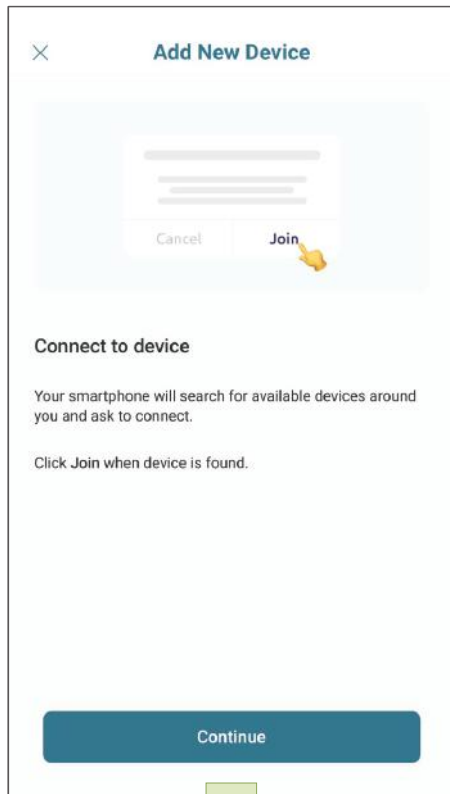 Add New Device
Cancel Join
Connect to device
Your smartphone will search for available devices around
you and ask to connect.
Click Join when device is found.
Continue